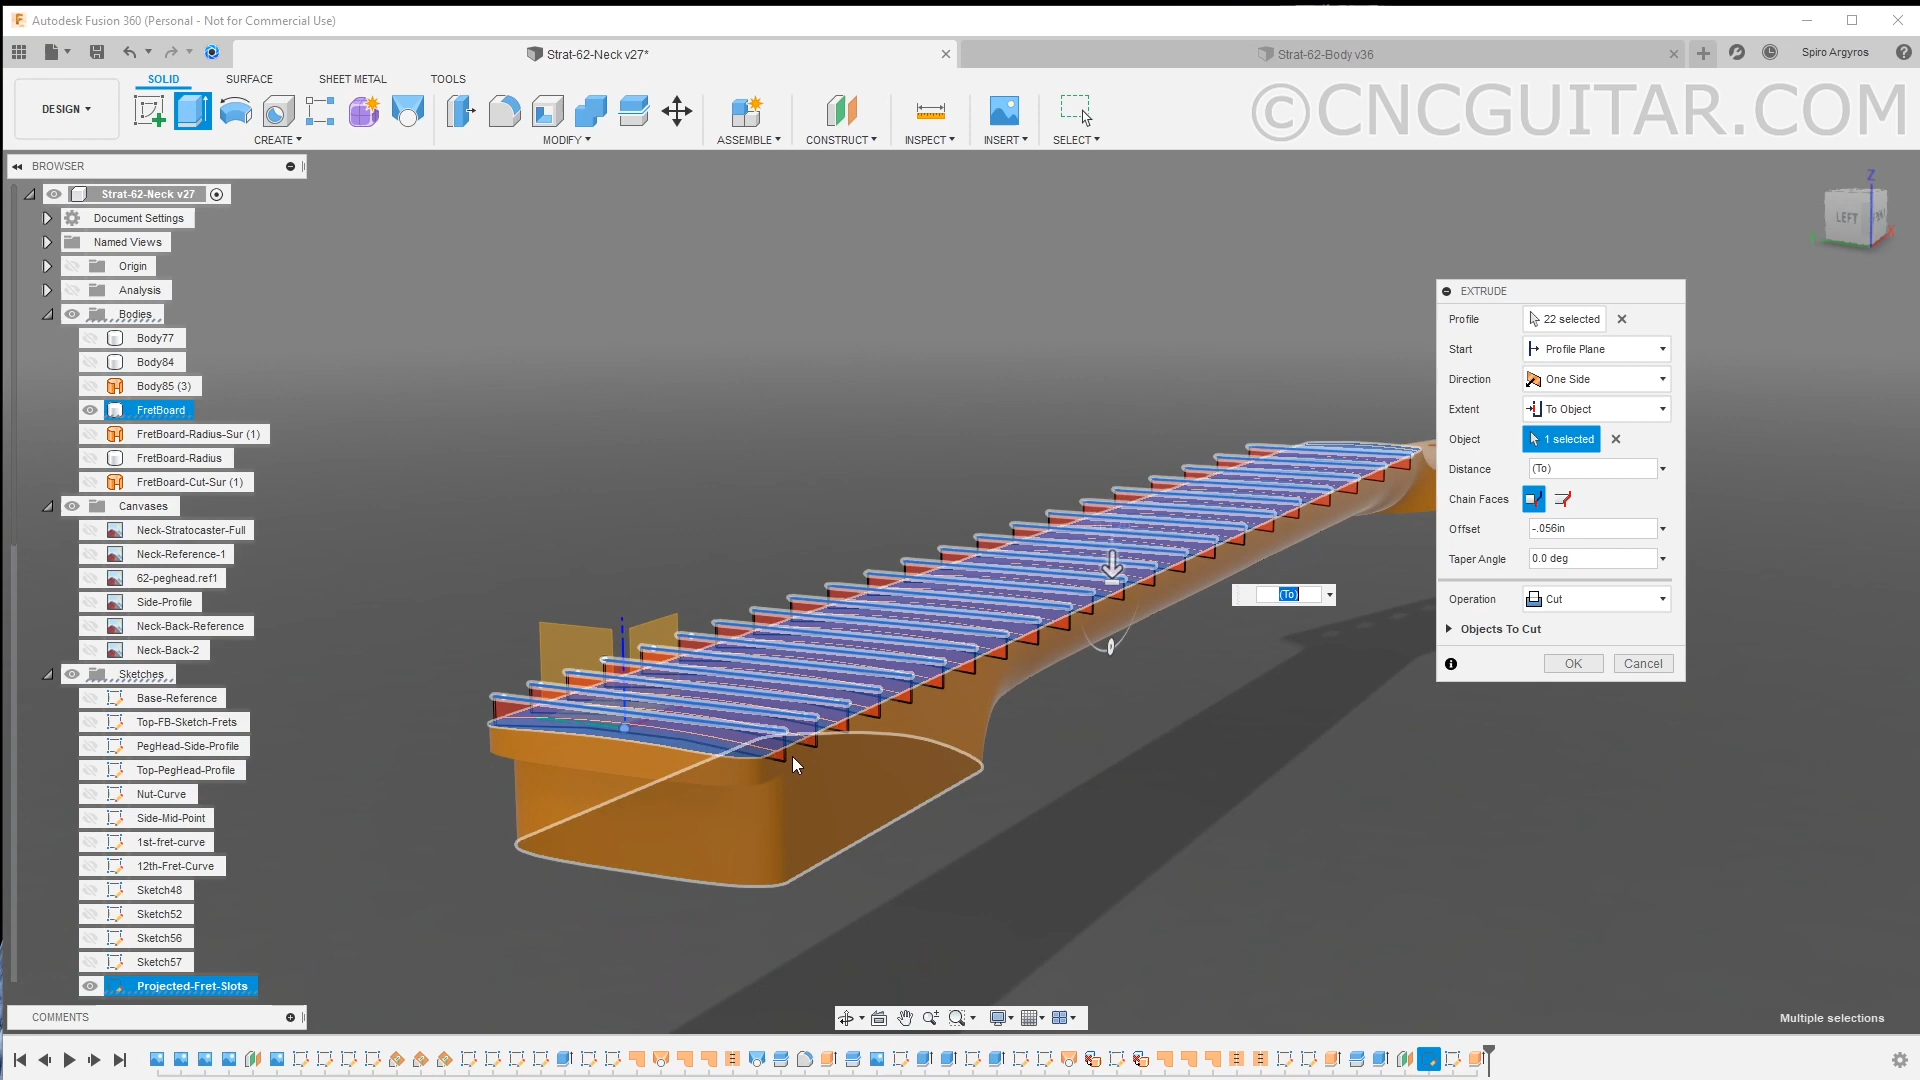 Autodesk Fusion 360 (Personal - Not for Commercial Use)
Strat-62-Neck v27*
Strat-62-Body v36
Spiro Argyros
SOLID
SURFACE
SHEET METAL
TOOLS
DESIGN
CREATE
MODIFY
ASSEMBLE
CONSTRUCT
INSPECT
INSERT
SELECT
©CNCGUITAR.COM
BROWSER
Strat-62-Neck v27
Document Settings
Named Views
Origin
Analysis
Bodies
Body77
Body84
Body85 (3)
FretBoard
FretBoard-Radius-Sur (1)
FretBoard-Radius
FretBoard-Cut-Sur (1)
Canvases
Neck-Stratocaster-Full
Neck-Reference-1
62-peghead.ref1
Side-Profile
Neck-Back-Reference
Neck-Back-2
Sketches
Base-Reference
Top-FB-Sketch-Frets
PegHead-Side-Profile
Top-PegHead-Profile
Nut-Curve
Side-Mid-Point
1st-fret-curve
12th-Fret-Curve
Sketch48
Sketch52
Sketch56
Sketch57
Projected-Fret-Slots
COMMENTS
Z
LEFT
X
(To)
EXTRUDE
Profile 22 selected
Start Profile Plane
Direction One Side
Extent To Object
Object 1 selected
Distance (To)
Chain Faces
Offset -.056in
Taper Angle 0.0 deg
Operation Cut
Objects To Cut
OK Cancel
Multiple selections